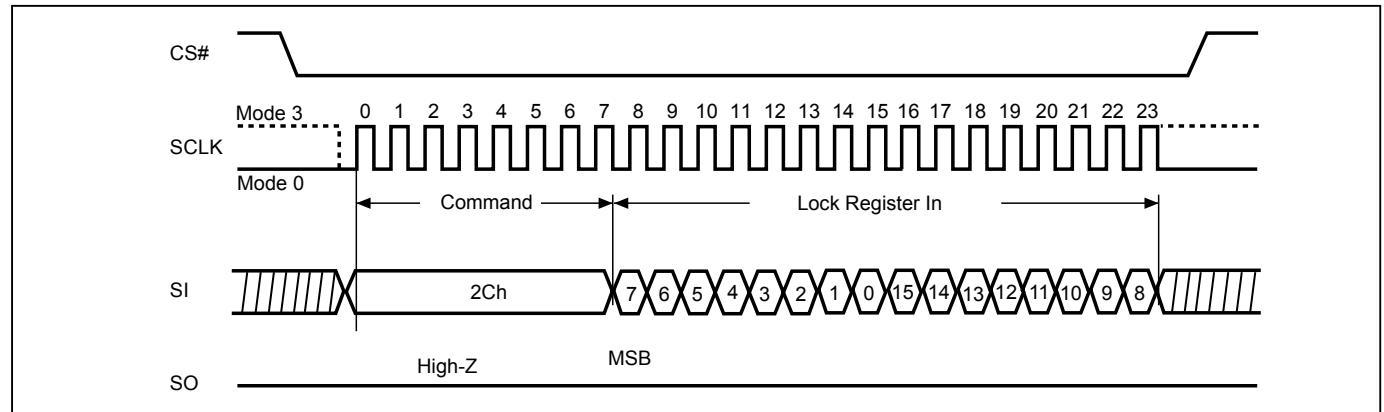 CS#
Mode 3
0 1 2 3 4 5 6 7 8 9 10 11 12 13 14 15 16 17 18 19 20 21 22 23
SCLK
Mode 0
Command
Lock Register In
SI
2Ch
7 6 5 4 3 2 1 0 15 14 13 12 11 10 9 8
High-Z
MSB
SO